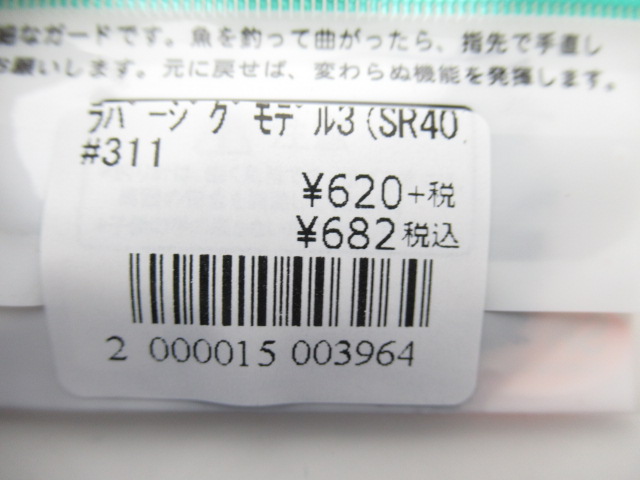 細なガードです。魚を釣って曲がったら、指先で手直し
お願いします。元に戻せば、変わらぬ機能を発揮します。
ﾗﾊﾞｰｼﾞｸﾞﾓﾃﾞﾙ3(SR40
#311
¥620+税
¥682税込
2 000015 003964